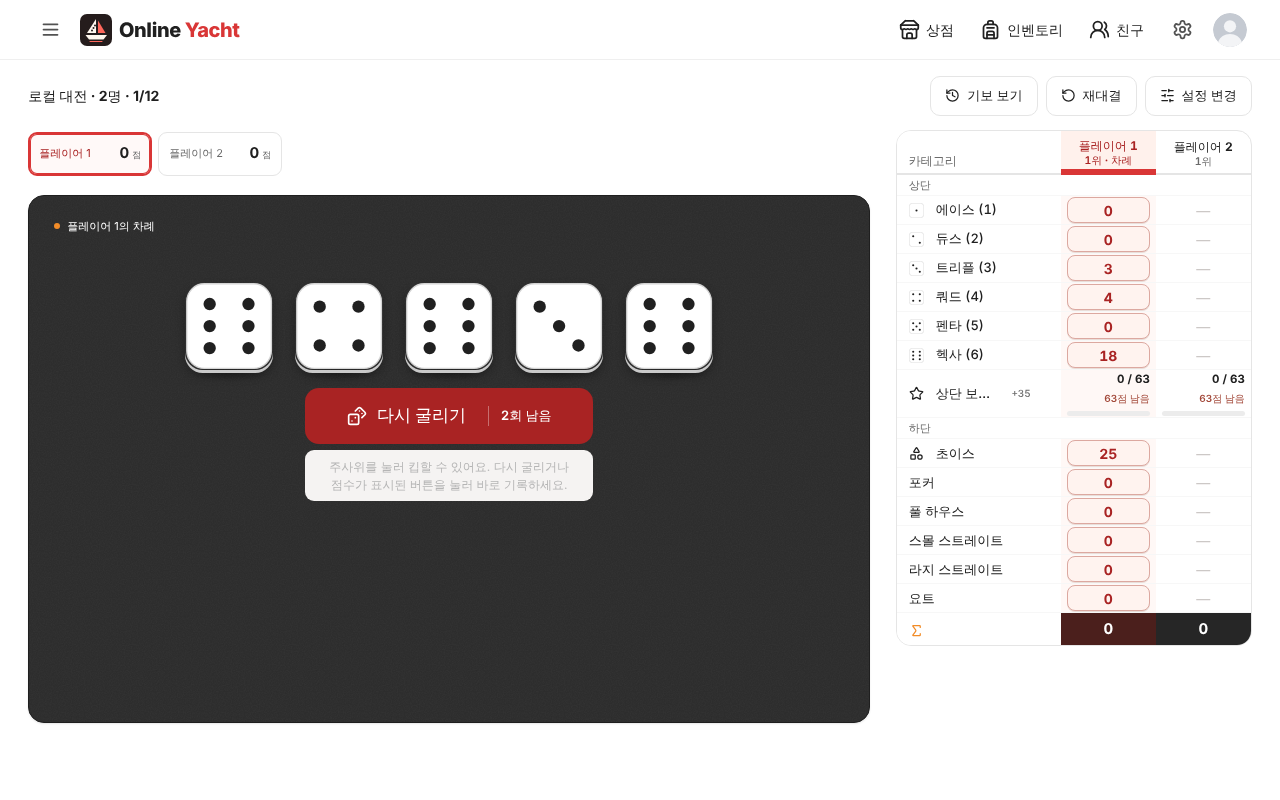 Online Yacht
상점
인벤토리
친구
로컬 대전 · 2명 · 1/12
기보 보기
재대결
설정 변경
플레이어 1 0 점
플레이어 2 0 점
플레이어 1의 차례
다시 굴리기 2회 남음
주사위를 눌러 킵할 수 있어요. 다시 굴리거나
점수가 표시된 버튼을 눌러 바로 기록하세요.
카테고리
플레이어 1
1위 · 차례
플레이어 2
1위
상단
에이스 (1) 0 —
듀스 (2) 0 —
트리플 (3) 3 —
쿼드 (4) 4 —
펜타 (5) 0 —
헥사 (6) 18 —
상단 보... +35
0 / 63
63점 남음
0 / 63
63점 남음
하단
초이스 25 —
포커 0 —
풀 하우스 0 —
스몰 스트레이트 0 —
라지 스트레이트 0 —
요트 0 —
Σ 0 0